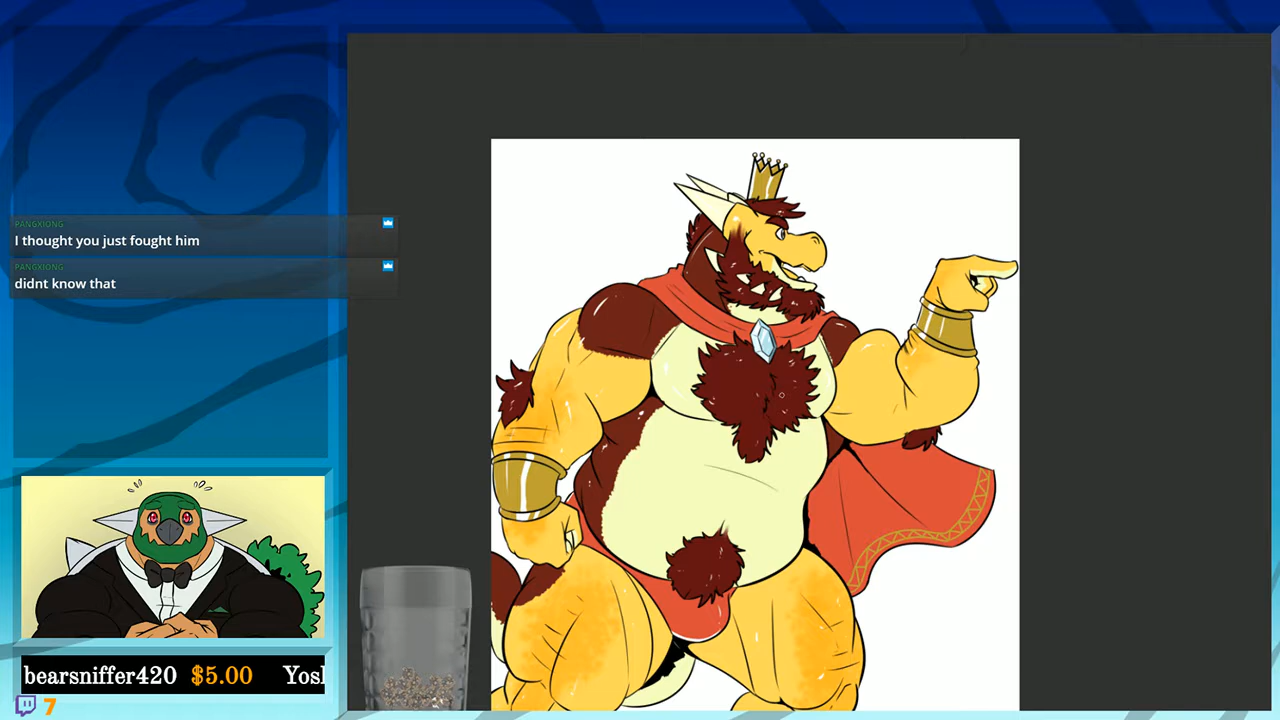 PANGXIONG
I thought you just fought him
PANGXIONG
didnt know that
bearsniffer420 $5.00 Yosl
7